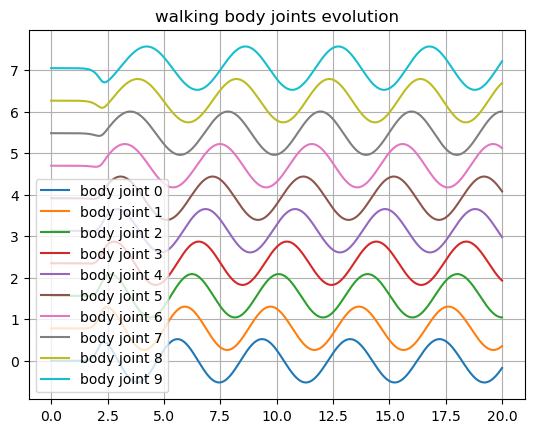 walking body joints evolution
7
6
5
4
3
2
1
0
body joint 0
body joint 1
body joint 2
body joint 3
body joint 4
body joint 5
body joint 6
body joint 7
body joint 8
body joint 9
0.0 2.5 5.0 7.5 10.0 12.5 15.0 17.5 20.0